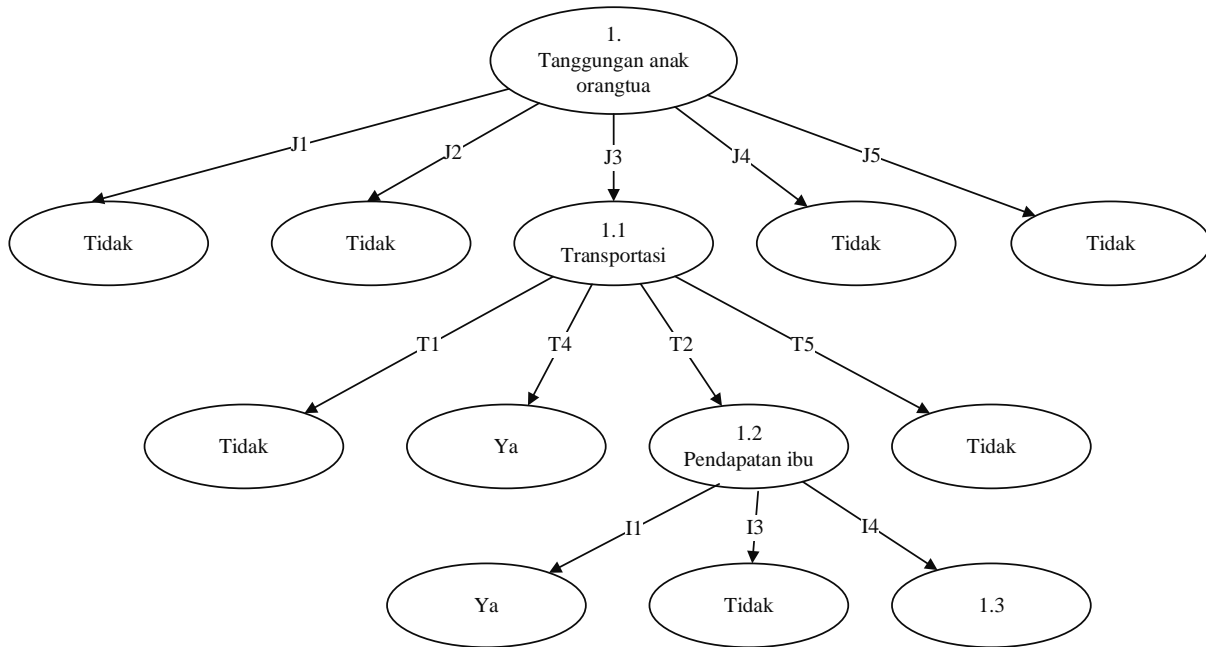 1.
Tanggungan anak
orangtua
J1
J2
J3
J4
J5
Tidak
Tidak
1.1
Transportasi
Tidak
Tidak
T1
T4
T2
T5
Tidak
Ya
1.2
Pendapatan ibu
Tidak
I1
I3
I4
Ya
Tidak
1.3